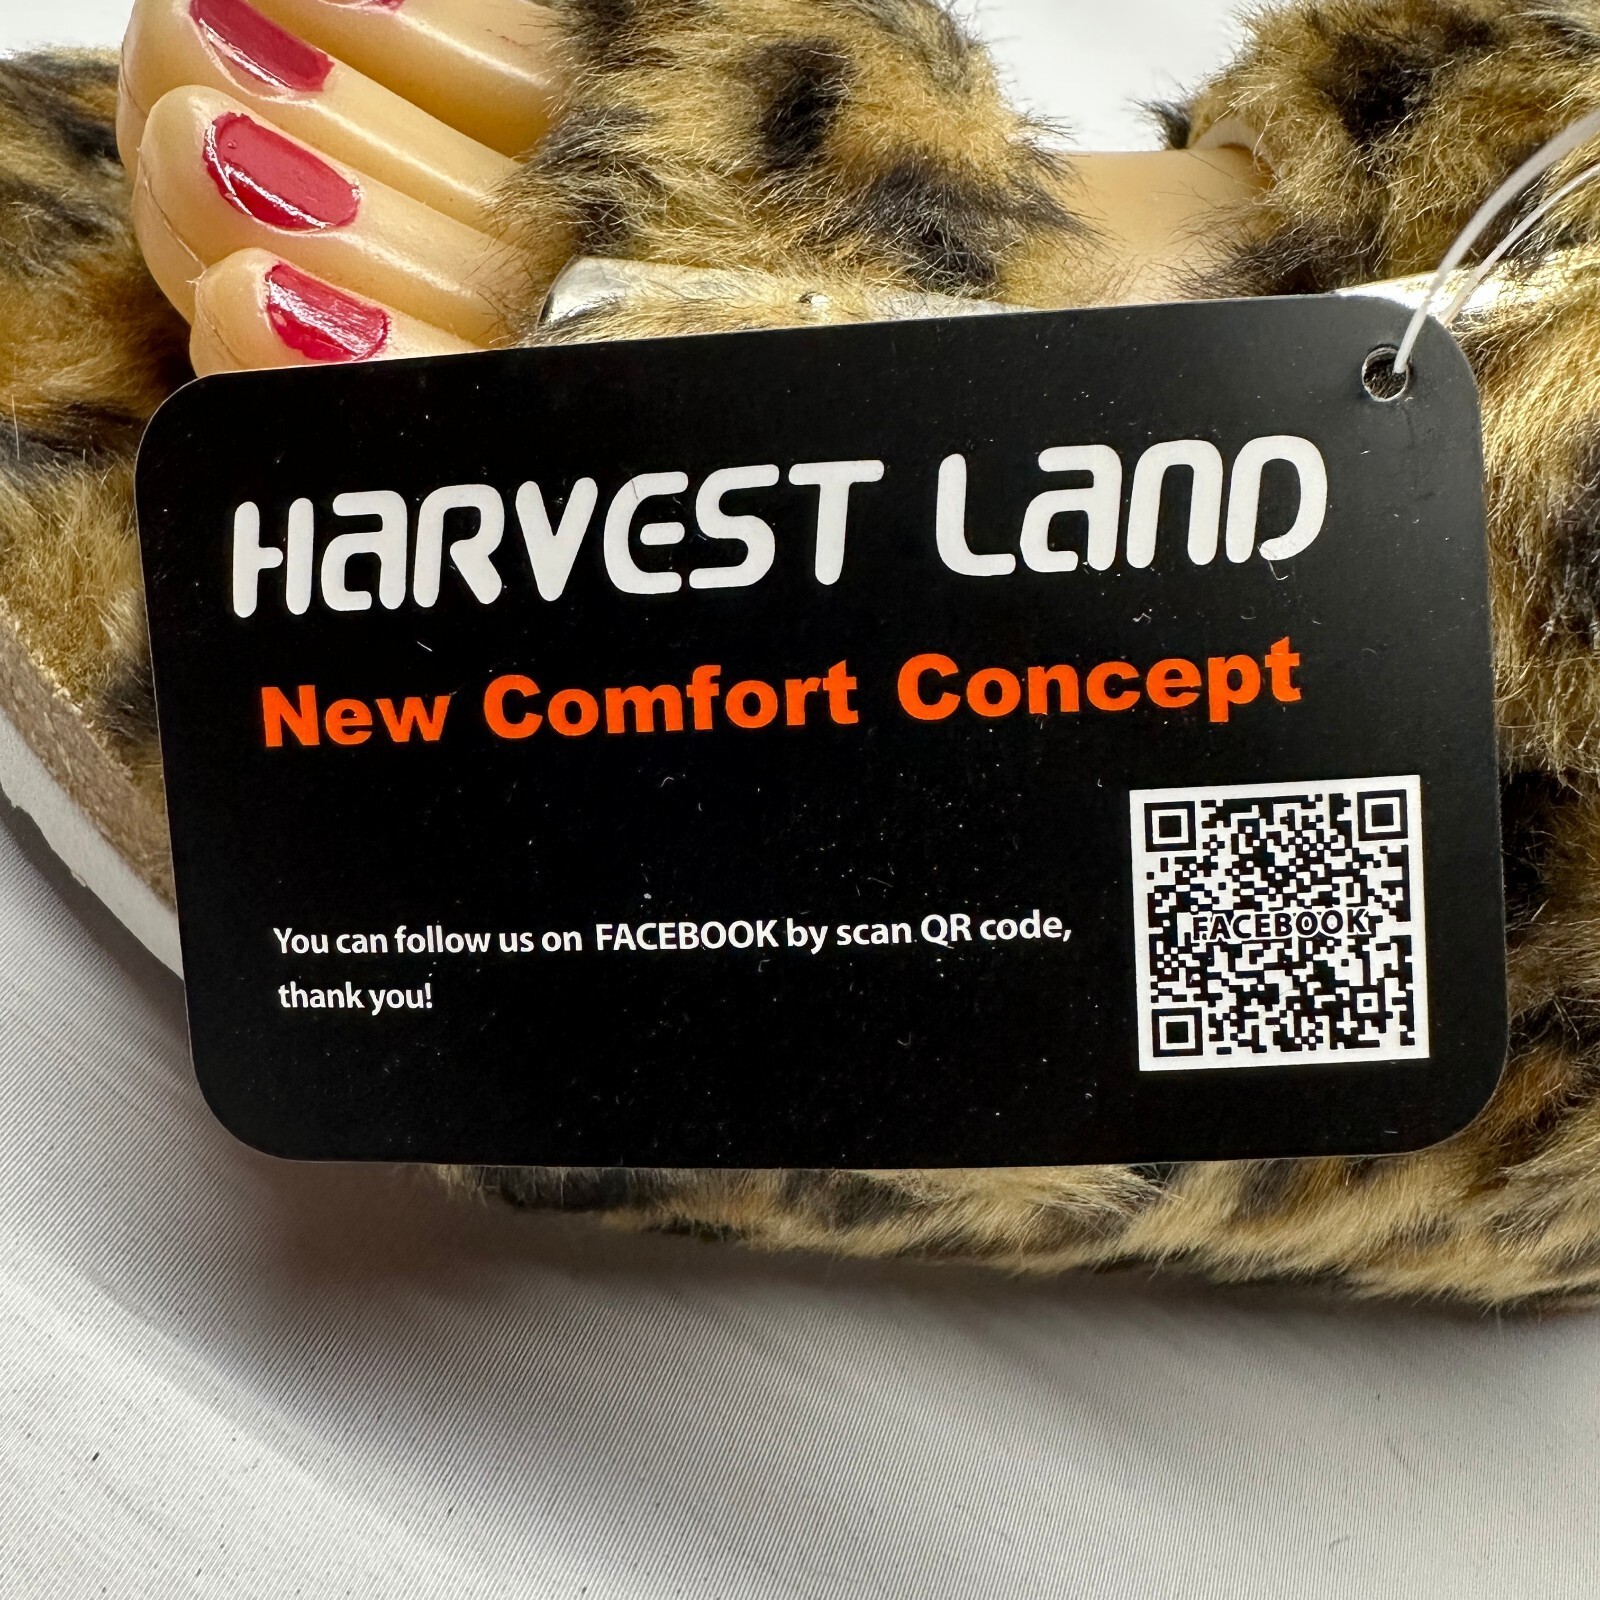 HARVEST LAND
New Comfort Concept
You can follow us on FACEBOOK by scan QR code,
thank you!
FACEBOOK